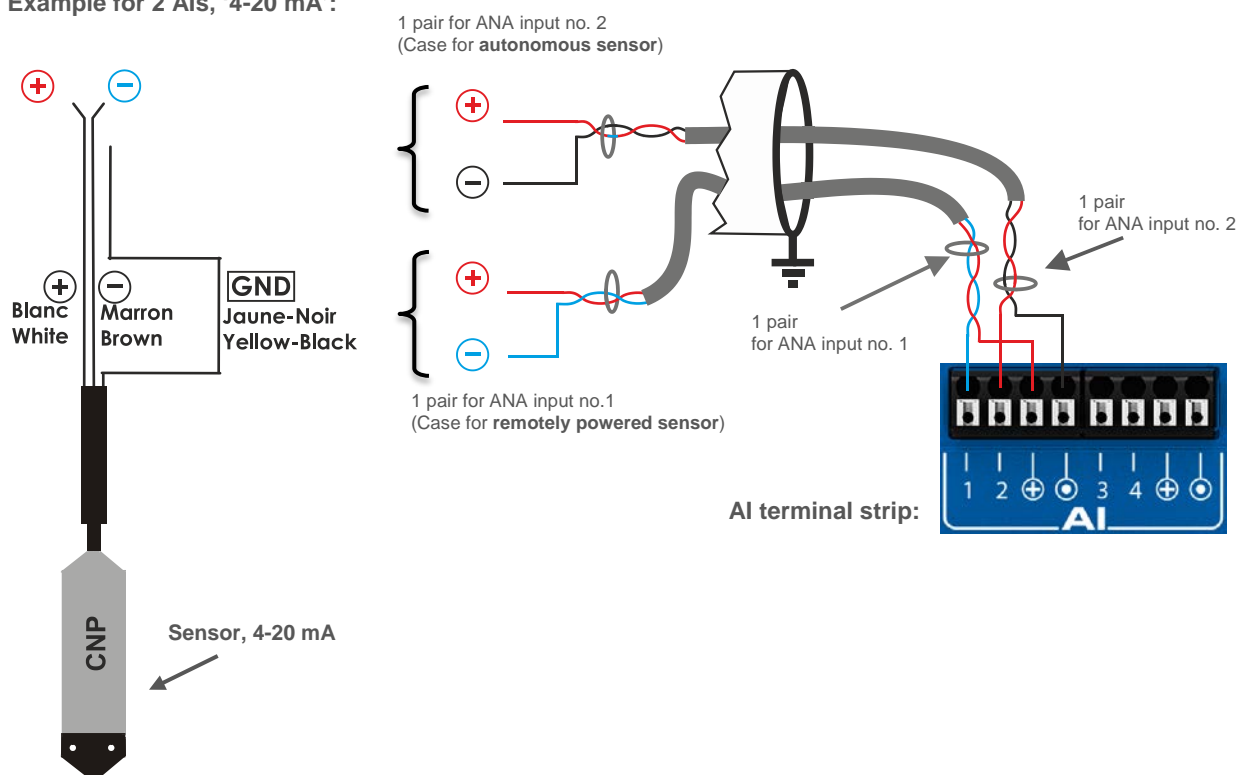 Example for 2 AIs, '4-20 mA':
1 pair for ANA input no. 2
(Case for autonomous sensor)
+
−
+
−
1 pair
for ANA input no. 2
+
Blanc
White
−
Marron
Brown
GND
Jaune-Noir
Yellow-Black
+
−
1 pair
for ANA input no. 1
1 pair for ANA input no.1
(Case for remotely powered sensor)
AI terminal strip:
1 2 3 4
AI
CNP
Sensor, 4-20 mA